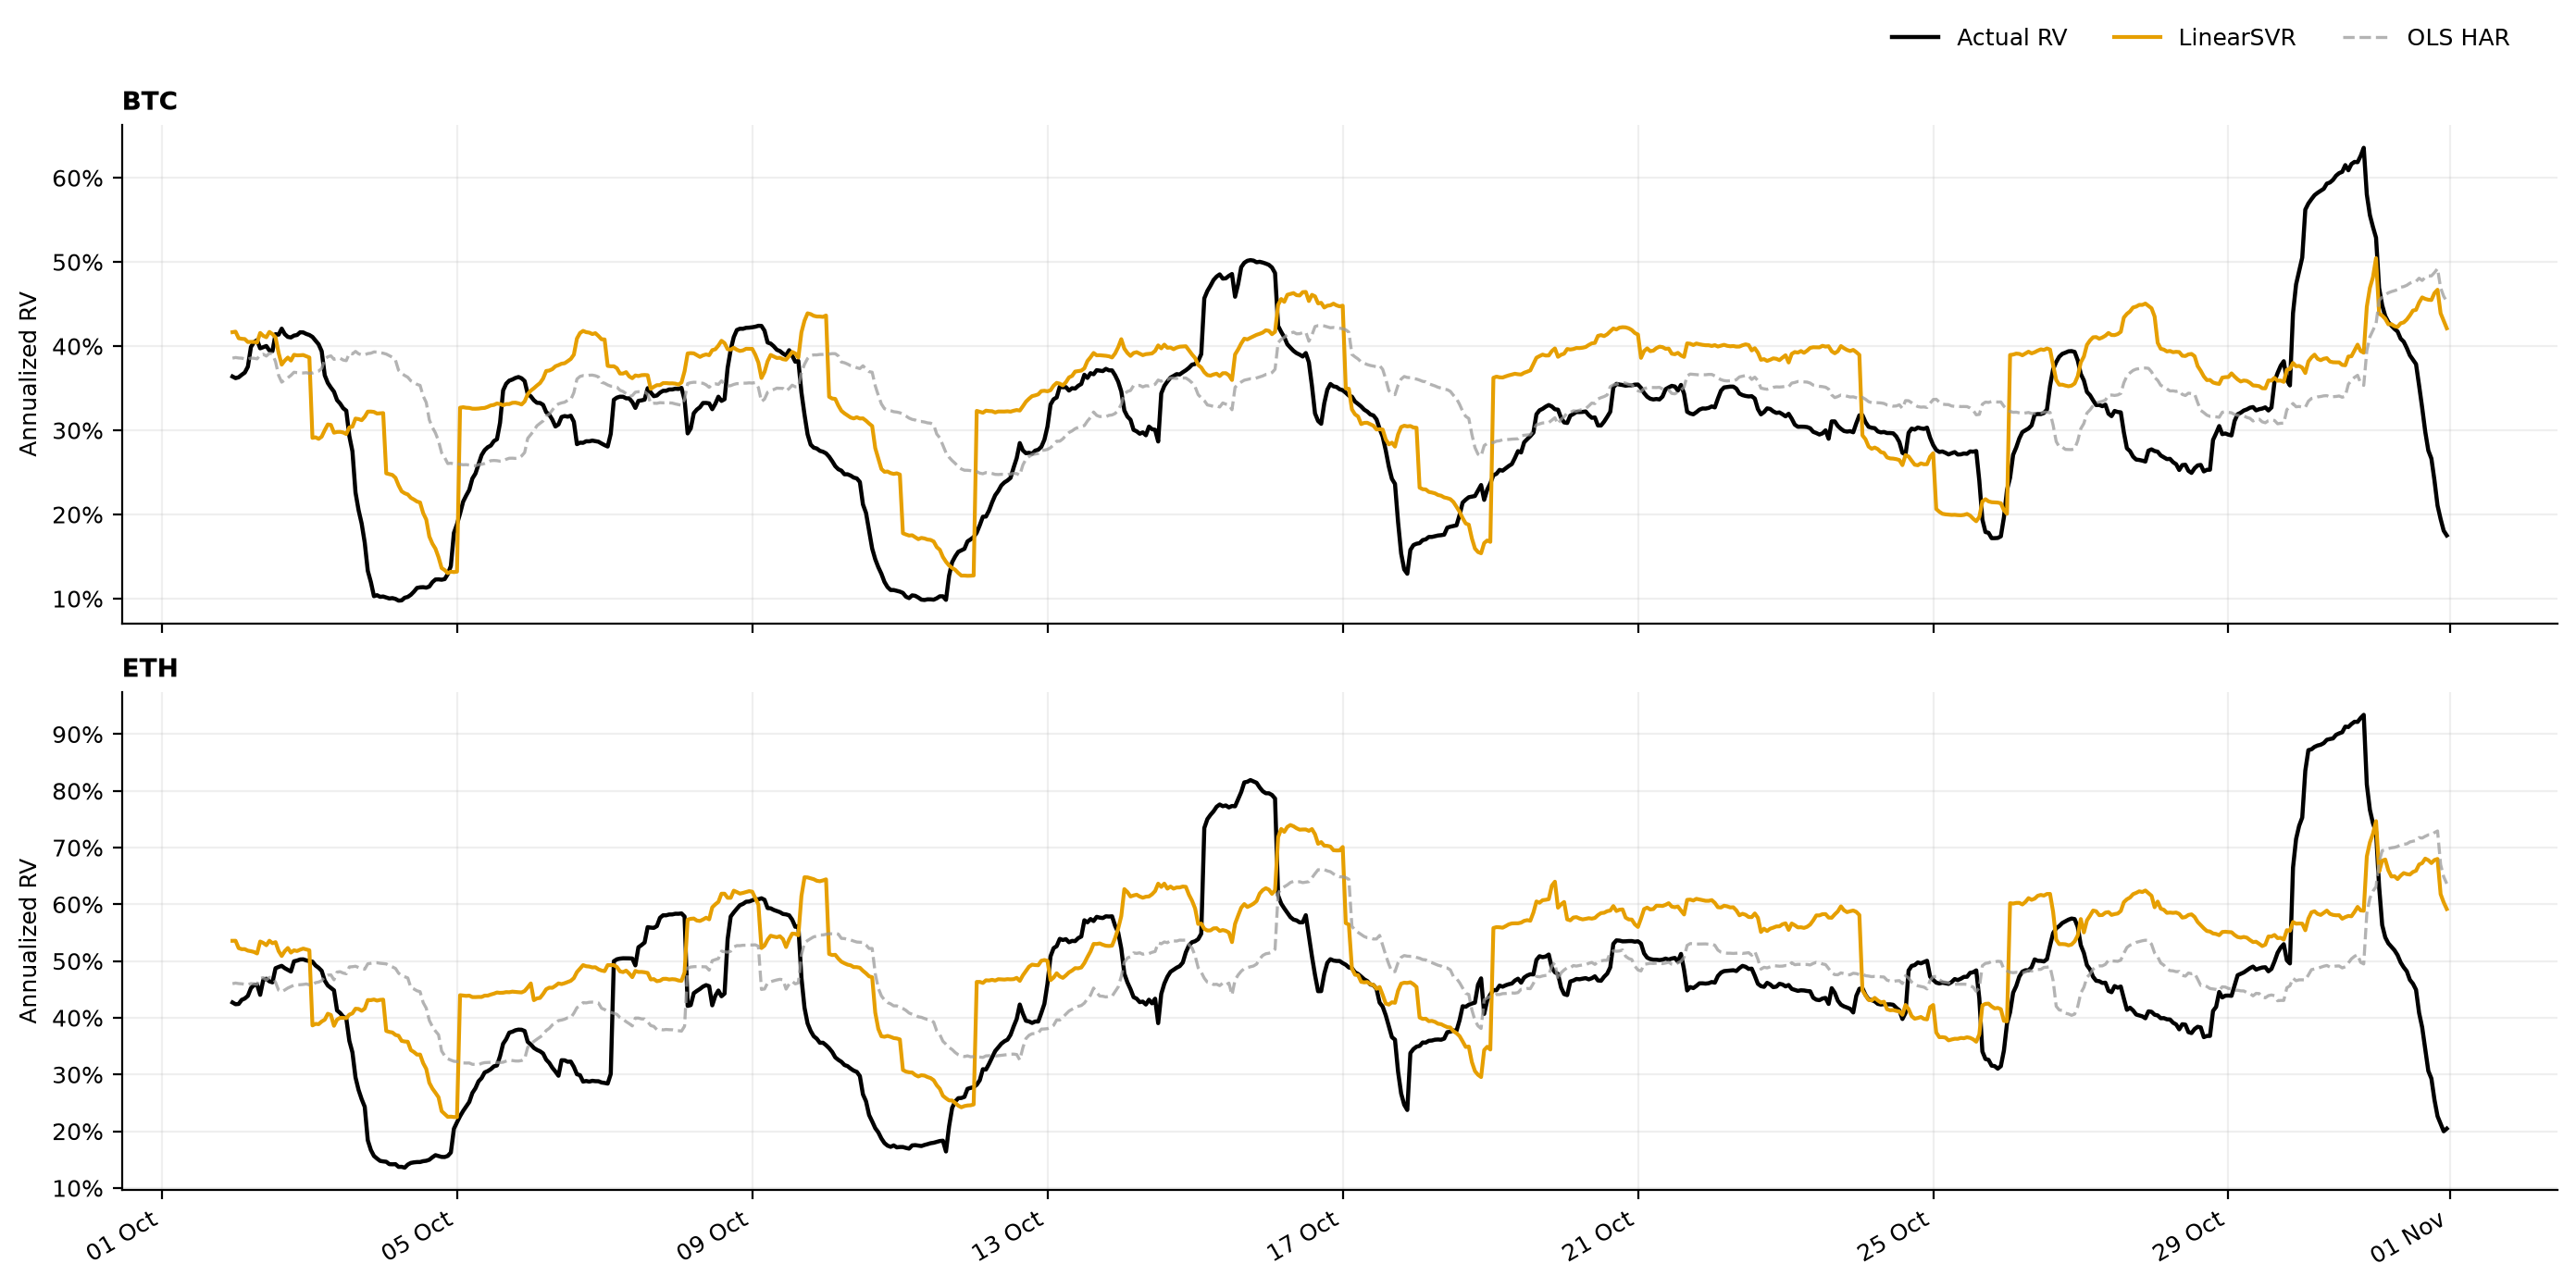 Actual RV LinearSVR OLS HAR
BTC
Annualized RV
60%
50%
40%
30%
20%
10%
ETH
Annualized RV
90%
80%
70%
60%
50%
40%
30%
20%
10%
01 Oct 05 Oct 09 Oct 13 Oct 17 Oct 21 Oct 25 Oct 29 Oct 01 Nov